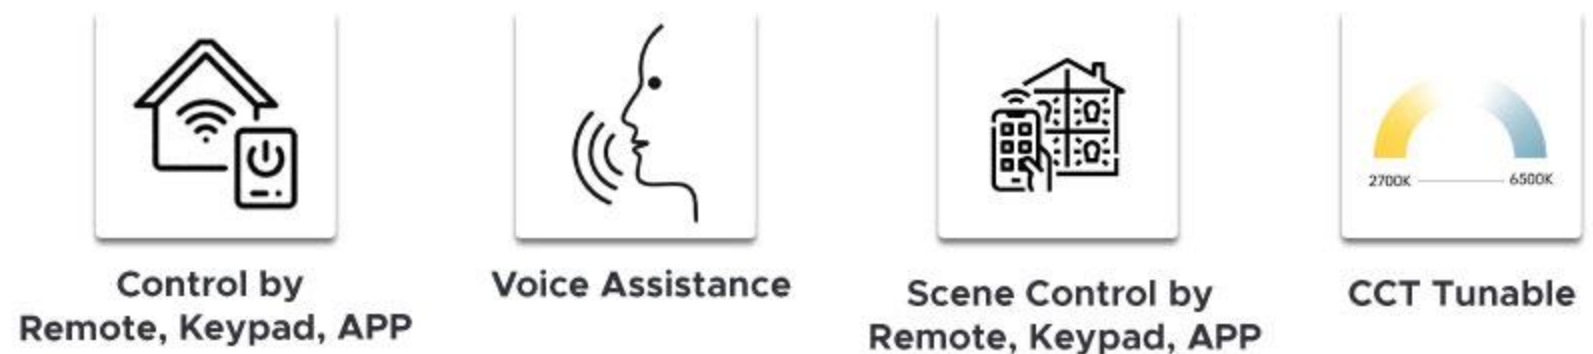 2700K
6500K
Control by
Remote, Keypad, APP
Voice Assistance
Scene Control by
Remote, Keypad, APP
CCT Tunable